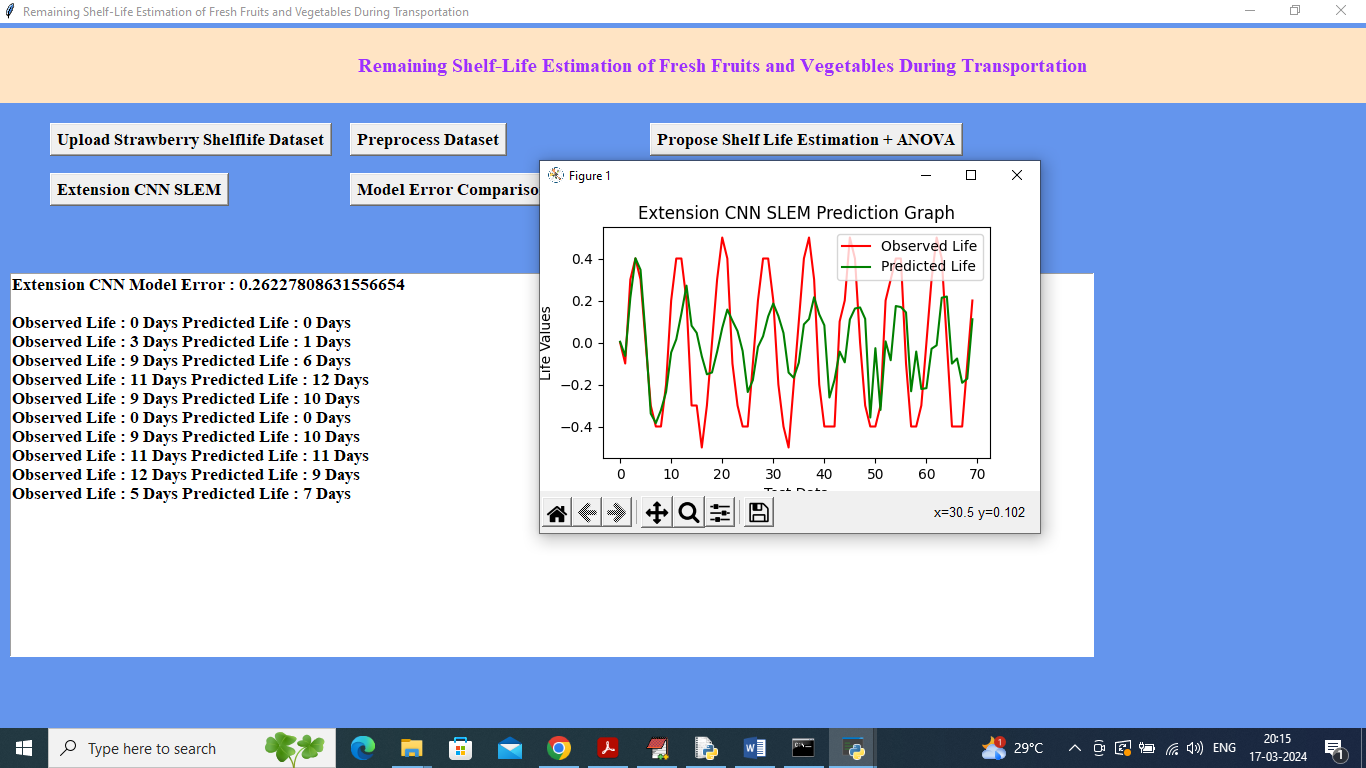 Remaining Shelf-Life Estimation of Fresh Fruits and Vegetables During Transportation
Remaining Shelf-Life Estimation of Fresh Fruits and Vegetables During Transportation
Upload Strawberry Shelflife Dataset
Preprocess Dataset
Propose Shelf Life Estimation + ANOVA
Extension CNN SLEM
Model Error Compariso
Extension CNN Model Error : 0.26227808631556654
Observed Life : 0 Days Predicted Life : 0 Days
Observed Life : 3 Days Predicted Life : 1 Days
Observed Life : 9 Days Predicted Life : 6 Days
Observed Life : 11 Days Predicted Life : 12 Days
Observed Life : 9 Days Predicted Life : 10 Days
Observed Life : 0 Days Predicted Life : 0 Days
Observed Life : 9 Days Predicted Life : 10 Days
Observed Life : 11 Days Predicted Life : 11 Days
Observed Life : 12 Days Predicted Life : 9 Days
Observed Life : 5 Days Predicted Life : 7 Days
Figure 1
Extension CNN SLEM Prediction Graph
Observed Life
Predicted Life
Life Values
0.4
0.2
0.0
−0.2
−0.4
0 10 20 30 40 50 60 70
x=30.5 y=0.102
Type here to search
1
29°C
ENG
20:15
17-03-2024
1